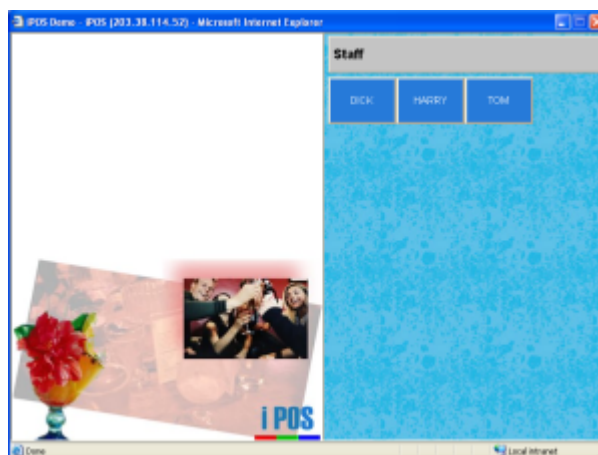 iPOS Demo - iPOS (203.38.114.52) - Microsoft Internet Explorer
Staff
DICK HARRY TOM
i POS
Done
Local intranet